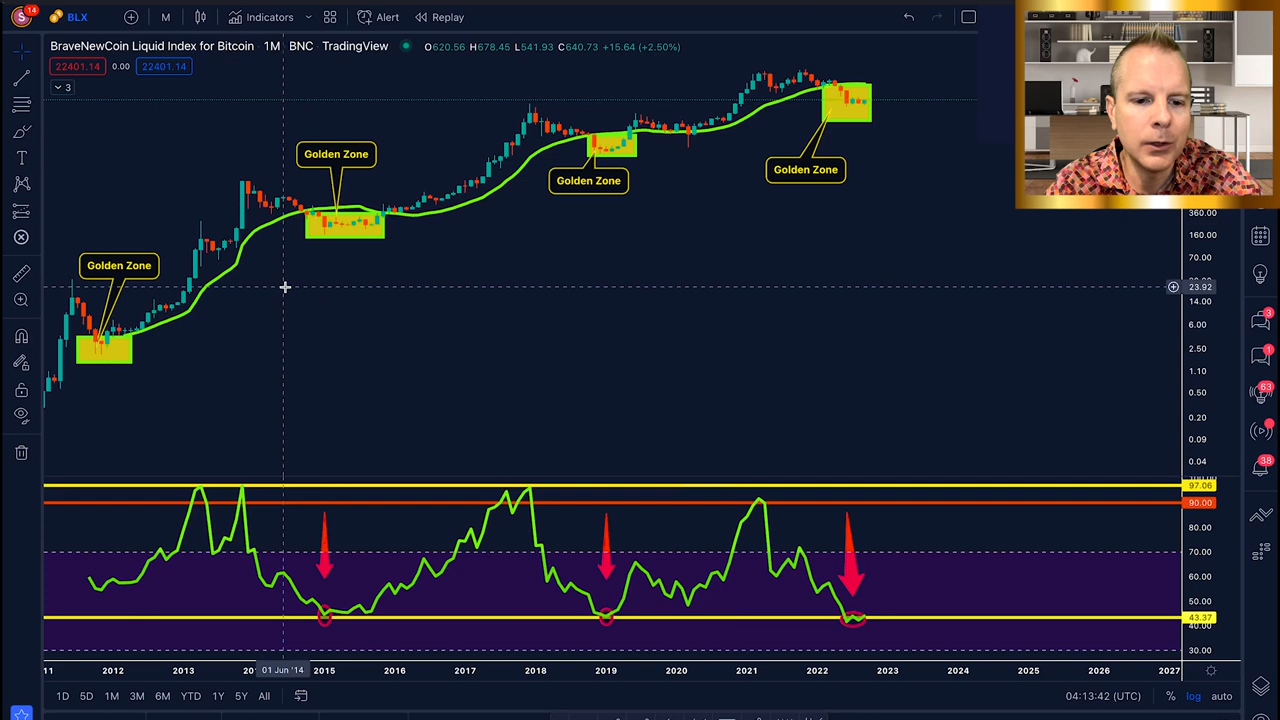 S 14 BLX M Indicators Alert Replay
BraveNewCoin Liquid Index for Bitcoin · 1M · BNC · TradingView O620.56 H678.45 L541.93 C640.73 +15.64 (+2.50%)
22401.14 0.00 22401.14
3
Golden Zone
Golden Zone
Golden Zone
Golden Zone
360.00
160.00
70.00
23.92
14.00
6.00
2.50
1.10
0.50
0.20
0.09
0.04
97.06
90.00
80.00
70.00
60.00
50.00
43.37
40.00
30.00
3
1
63
38
11 2012 2013 01 Jun '14 2015 2016 2017 2018 2019 2020 2021 2022 2023 2024 2025 2026 2027
1D 5D 1M 3M 6M YTD 1Y 5Y All 04:13:42 (UTC) % log auto